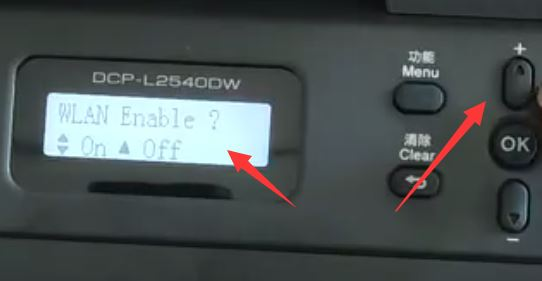 DCP-L2540DW
WLAN Enable ?
On ▲ Off
功能
Menu
清除
Clear
+
OK
−